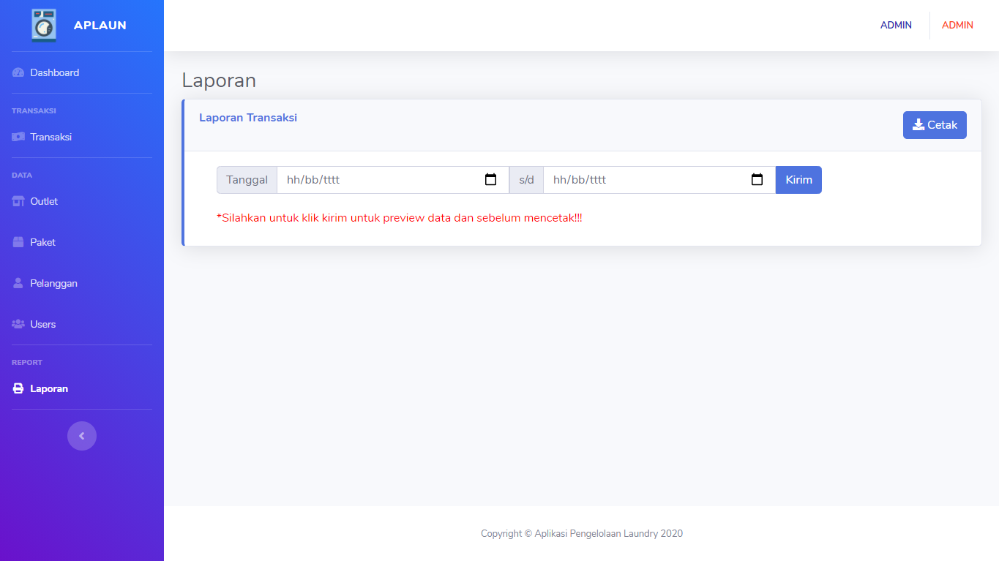 APLAUN
Dashboard
TRANSAKSI
Transaksi
DATA
Outlet
Paket
Pelanggan
Users
REPORT
Laporan
ADMIN ADMIN
Laporan
Laporan Transaksi
Cetak
Tanggal hh/bb/tttt s/d hh/bb/tttt Kirim
*Silahkan untuk klik kirim untuk preview data dan sebelum mencetak!!!
Copyright © Aplikasi Pengelolaan Laundry 2020